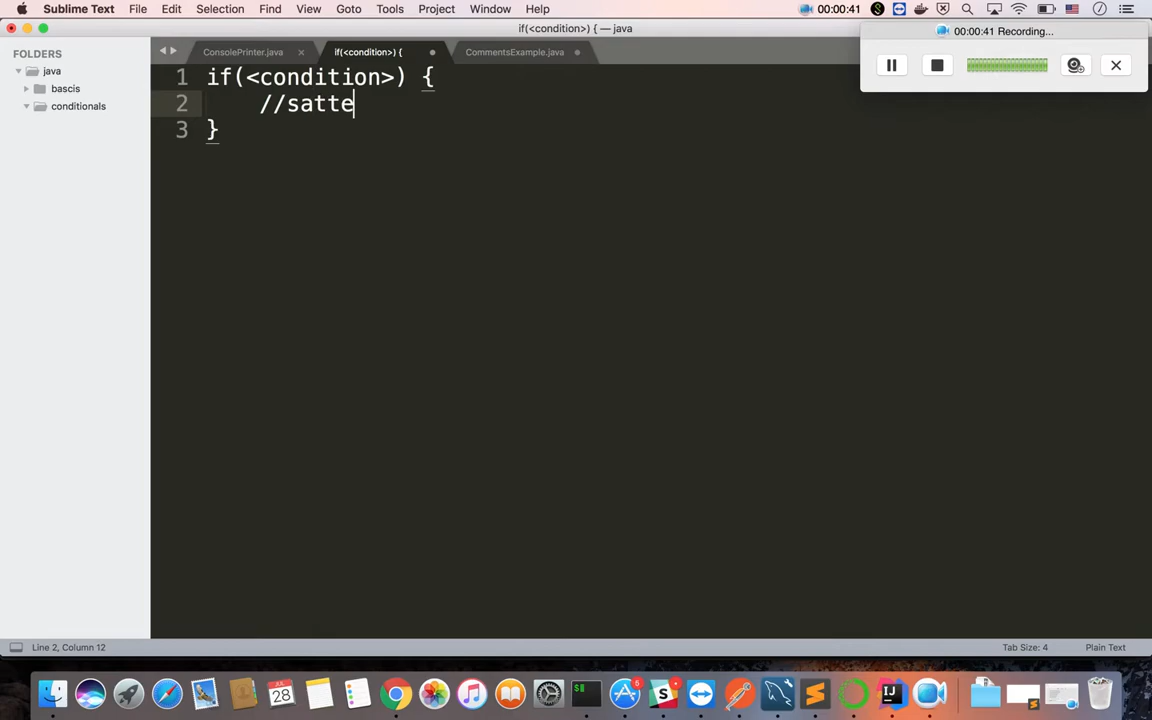 Sublime Text File Edit Selection Find View Goto Tools Project Window Help 00:00:41
if(<condition>) { — java
00:00:41 Recording...
FOLDERS
java
bascis
conditionals
ConsolePrinter.java
if(<condition>) {
CommentsExample.java
1 if(<condition>) {
2 //satte
3 }
Line 2, Column 12
Tab Size: 4
Plain Text
JUL
28
5